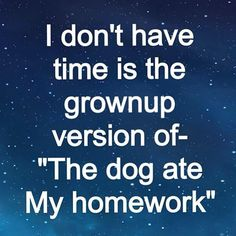 I don't have
time is the
grownup
version of-
"The dog ate
My homework"